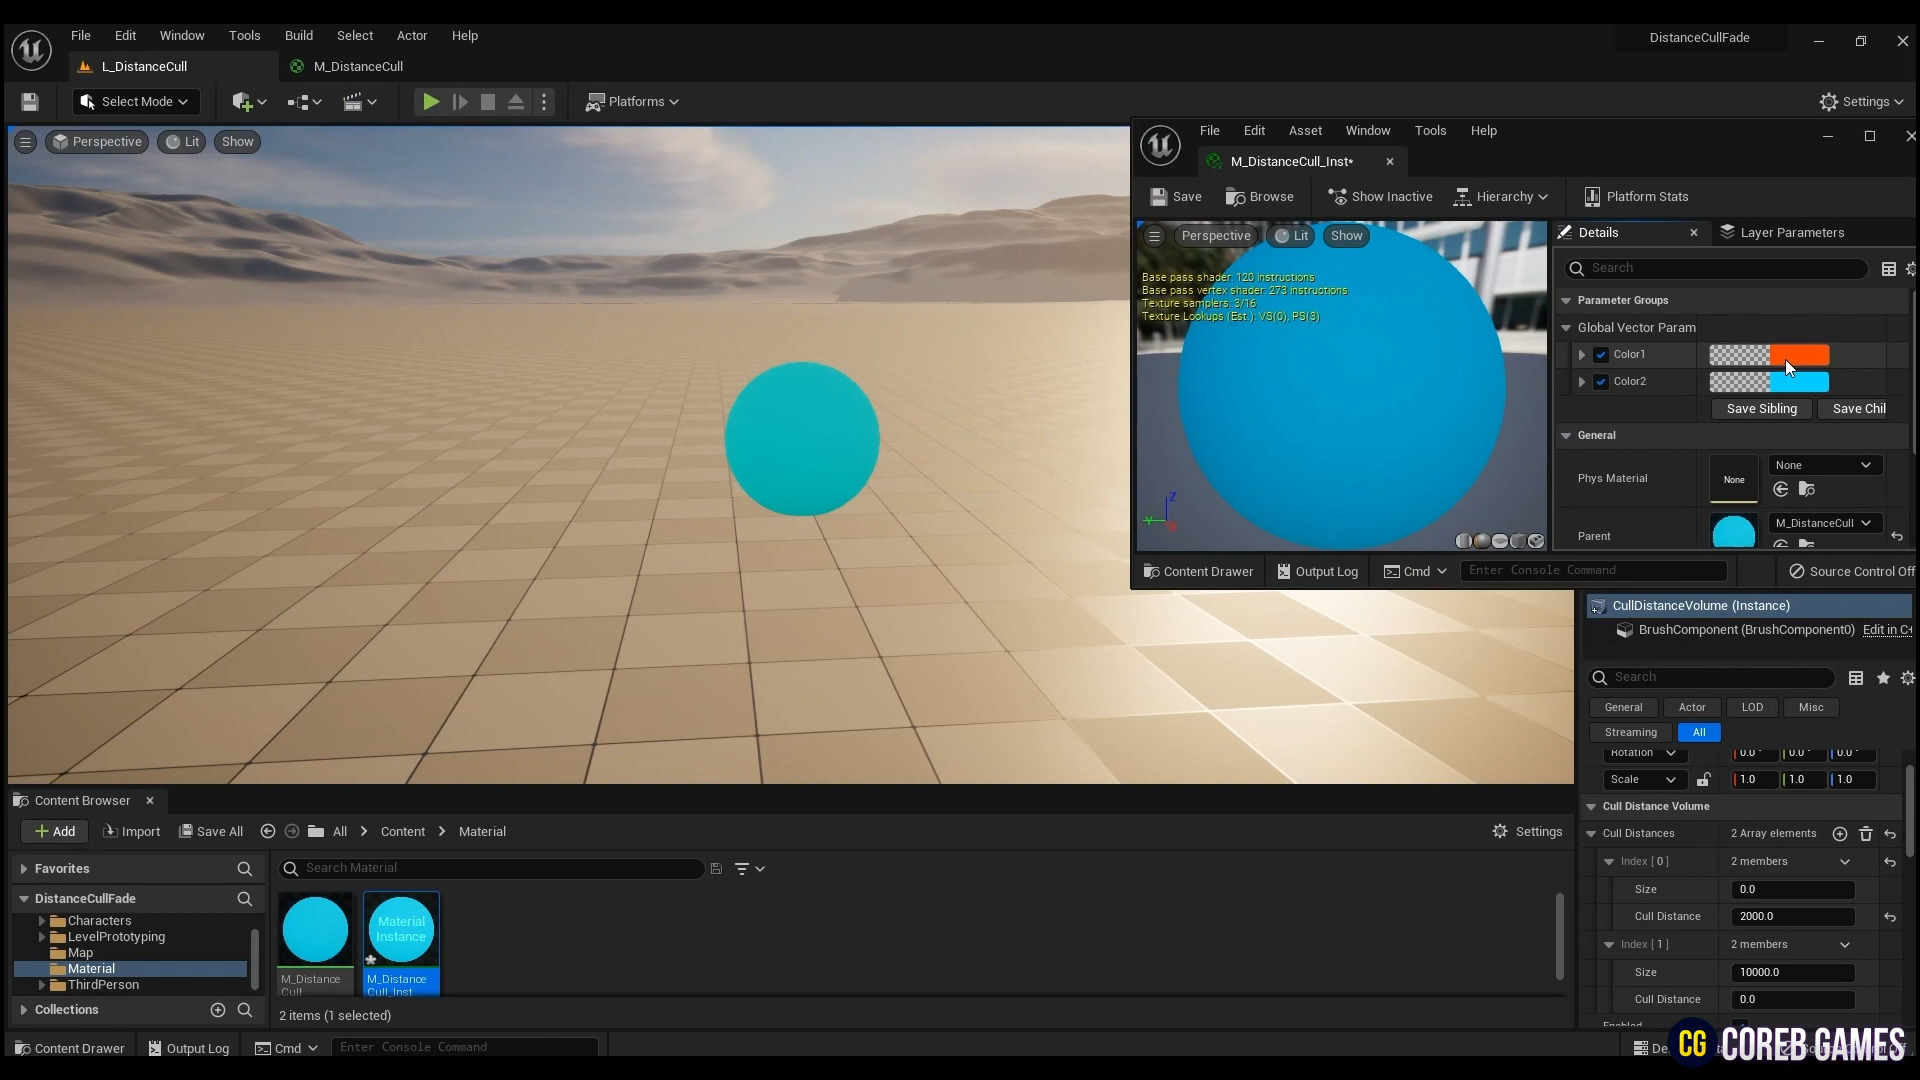 File Edit Window Tools Build Select Actor Help
DistanceCullFade
L_DistanceCull
M_DistanceCull
Select Mode
Platforms
Settings
Perspective
Lit
Show
File Edit Asset Window Tools Help
M_DistanceCull_Inst*
Save
Browse
Show Inactive
Hierarchy
Platform Stats
Perspective
Lit
Show
Base pass shader: 120 instructions
Base pass vertex shader: 273 instructions
Texture samplers: 3/16
Texture Lookups (Est.): VS(0), PS(3)
Z
Y
Details
Layer Parameters
Search
Parameter Groups
Global Vector Param
Color1
Color2
Save Sibling
Save Chil
General
Phys Material
None
None
Parent
M_DistanceCull
Content Drawer
Output Log
Cmd
Enter Console Command
Source Control Off
CullDistanceVolume (Instance)
BrushComponent (BrushComponent0)
Edit in C+
Search
General
Actor
LOD
Misc
Streaming
All
Rotation
0.0°
0.0°
0.0°
Scale
1.0
1.0
1.0
Cull Distance Volume
Cull Distances
2 Array elements
Index [ 0 ]
2 members
Size
0.0
Cull Distance
2000.0
Index [ 1 ]
2 members
Size
10000.0
Cull Distance
0.0
Enabled
Content Browser
Add
Import
Save All
All
Content
Material
Settings
Favorites
Search Material
DistanceCullFade
Characters
LevelPrototyping
Map
Material
ThirdPerson
Collections
Material
Instance
M_Distance
Cull
M_Distance
Cull_Inst
2 items (1 selected)
Content Drawer
Output Log
Cmd
Enter Console Command
CG COREB GAMES